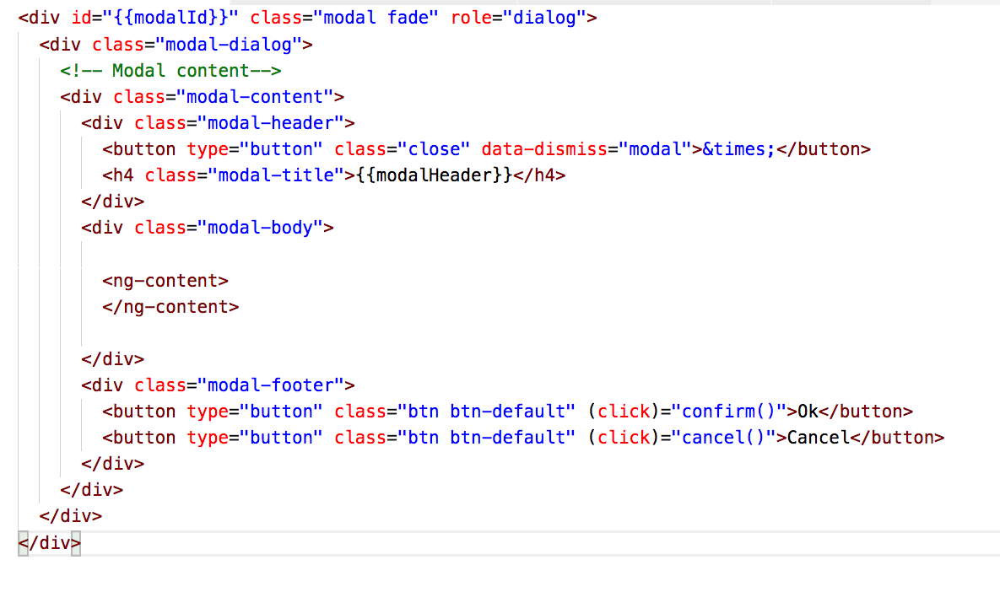 <div id="{{modalId}}" class="modal fade" role="dialog">
  <div class="modal-dialog">
    <!-- Modal content-->
    <div class="modal-content">
      <div class="modal-header">
        <button type="button" class="close" data-dismiss="modal">&times;</button>
        <h4 class="modal-title">{{modalHeader}}</h4>
      </div>
      <div class="modal-body">

        <ng-content>
        </ng-content>

      </div>
      <div class="modal-footer">
        <button type="button" class="btn btn-default" (click)="confirm()">Ok</button>
        <button type="button" class="btn btn-default" (click)="cancel()">Cancel</button>
      </div>
    </div>
  </div>
</div>